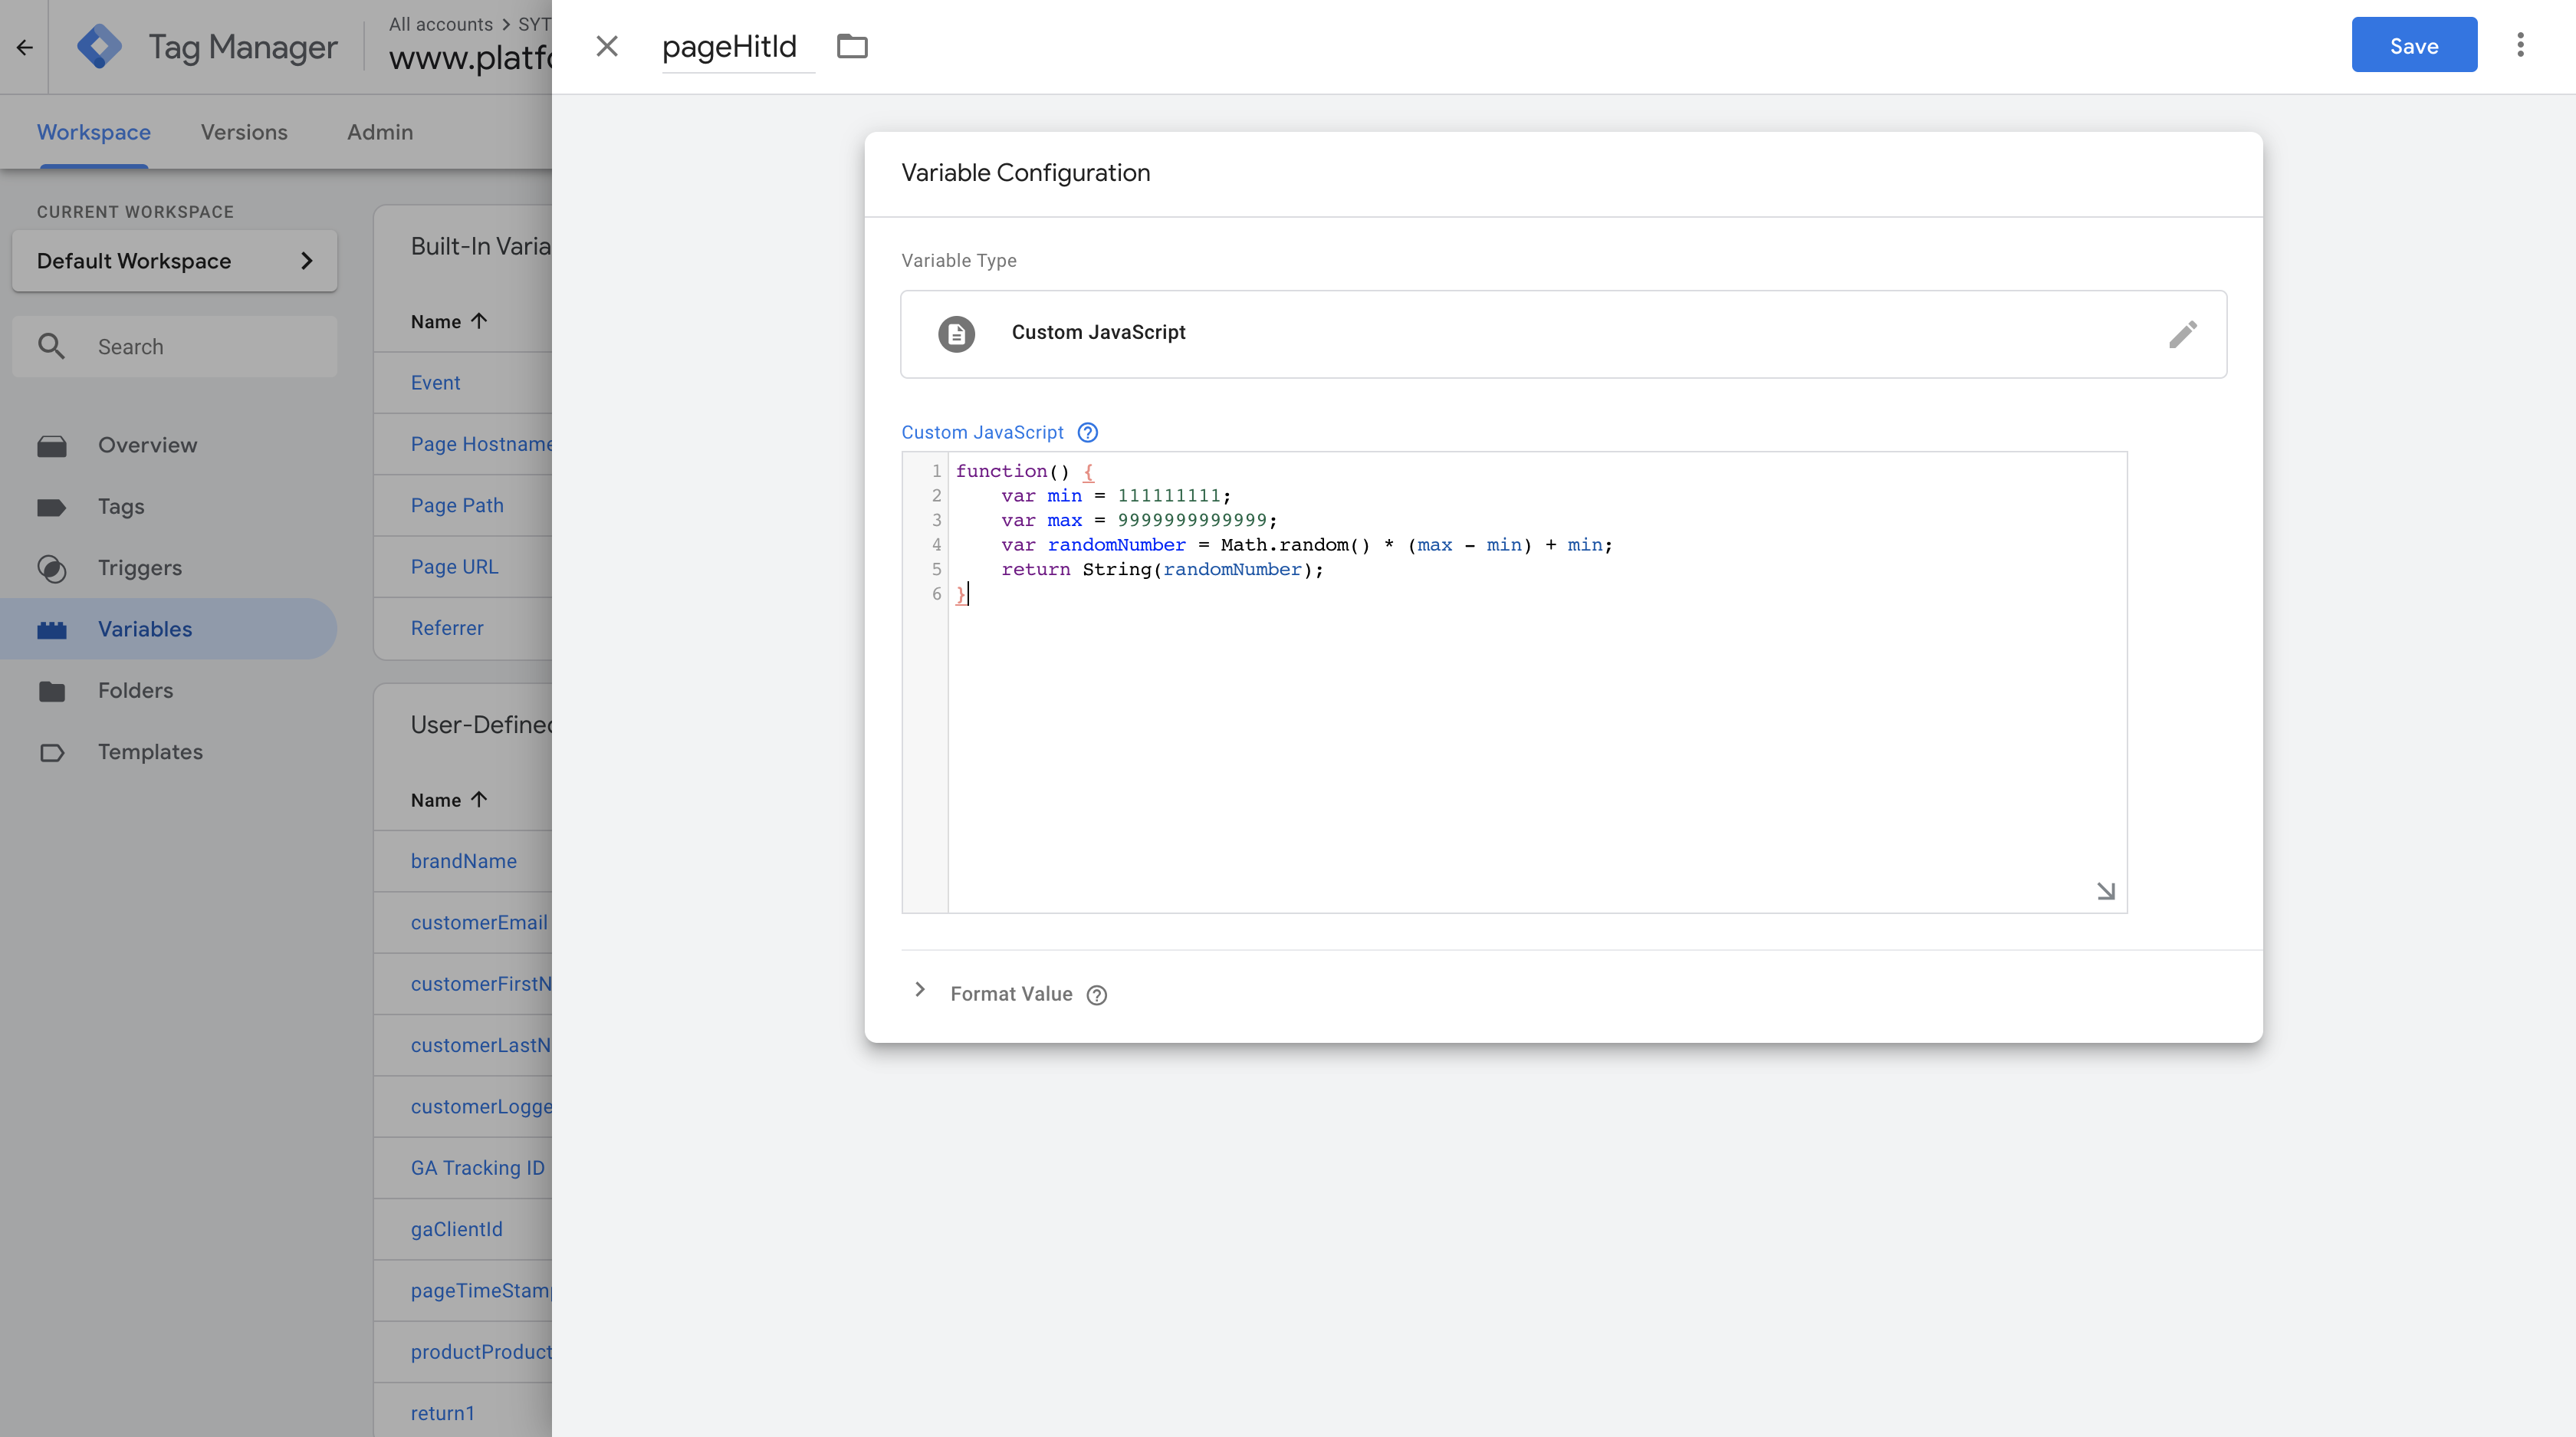 Tag Manager
All accounts > SYT
www.platfo
pageHitId
Save
Workspace
Versions
Admin
CURRENT WORKSPACE
Default Workspace
Search
Overview
Tags
Triggers
Variables
Folders
Templates
Built-In Varia
Name
Event
Page Hostname
Page Path
Page URL
Referrer
User-Defined
Name
brandName
customerEmail
customerFirstN
customerLastN
customerLogge
GA Tracking ID
gaClientId
pageTimeStamp
productProduct
return1
Variable Configuration
Variable Type
Custom JavaScript
Custom JavaScript
1 function() {
2 var min = 111111111;
3 var max = 9999999999999;
4 var randomNumber = Math.random() * (max - min) + min;
5 return String(randomNumber);
6 }
Format Value